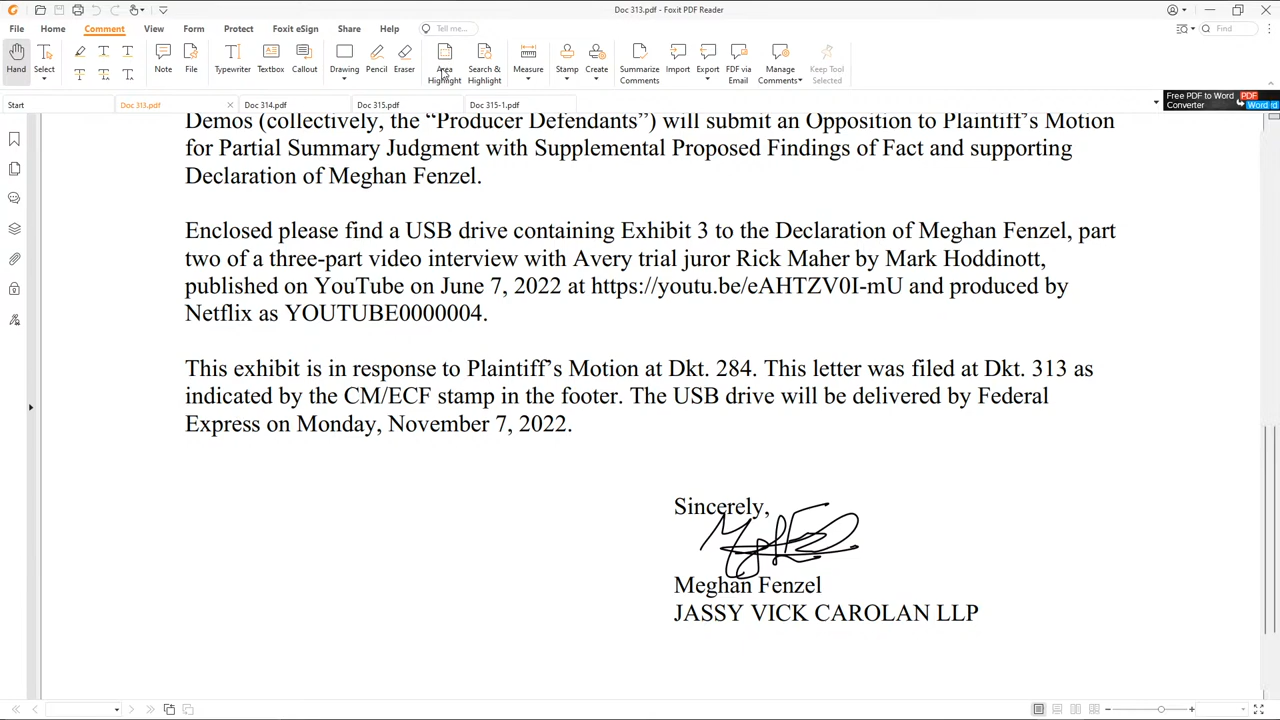 Doc 313.pdf - Foxit PDF Reader
File Home Comment View Form Protect Foxit eSign Share Help Tell me... Find
Hand Select T T T T T Note File Typewriter Textbox Callout Drawing Pencil Eraser Area Highlight Search & Highlight Measure Stamp Create Summarize Comments Import Export FDF via Email Manage Comments Keep Tool Selected
Start Doc 313.pdf Doc 314.pdf Doc 315.pdf Doc 315-1.pdf Free PDF to Word Converter PDF Word
Demos (collectively, the “Producer Defendants”) will submit an Opposition to Plaintiff’s Motion
for Partial Summary Judgment with Supplemental Proposed Findings of Fact and supporting
Declaration of Meghan Fenzel.
Enclosed please find a USB drive containing Exhibit 3 to the Declaration of Meghan Fenzel, part
two of a three-part video interview with Avery trial juror Rick Maher by Mark Hoddinott,
published on YouTube on June 7, 2022 at https://youtu.be/eAHTZV0I-mU and produced by
Netflix as YOUTUBE0000004.
This exhibit is in response to Plaintiff’s Motion at Dkt. 284. This letter was filed at Dkt. 313 as
indicated by the CM/ECF stamp in the footer. The USB drive will be delivered by Federal
Express on Monday, November 7, 2022.
Sincerely,
Meghan Fenzel
JASSY VICK CAROLAN LLP